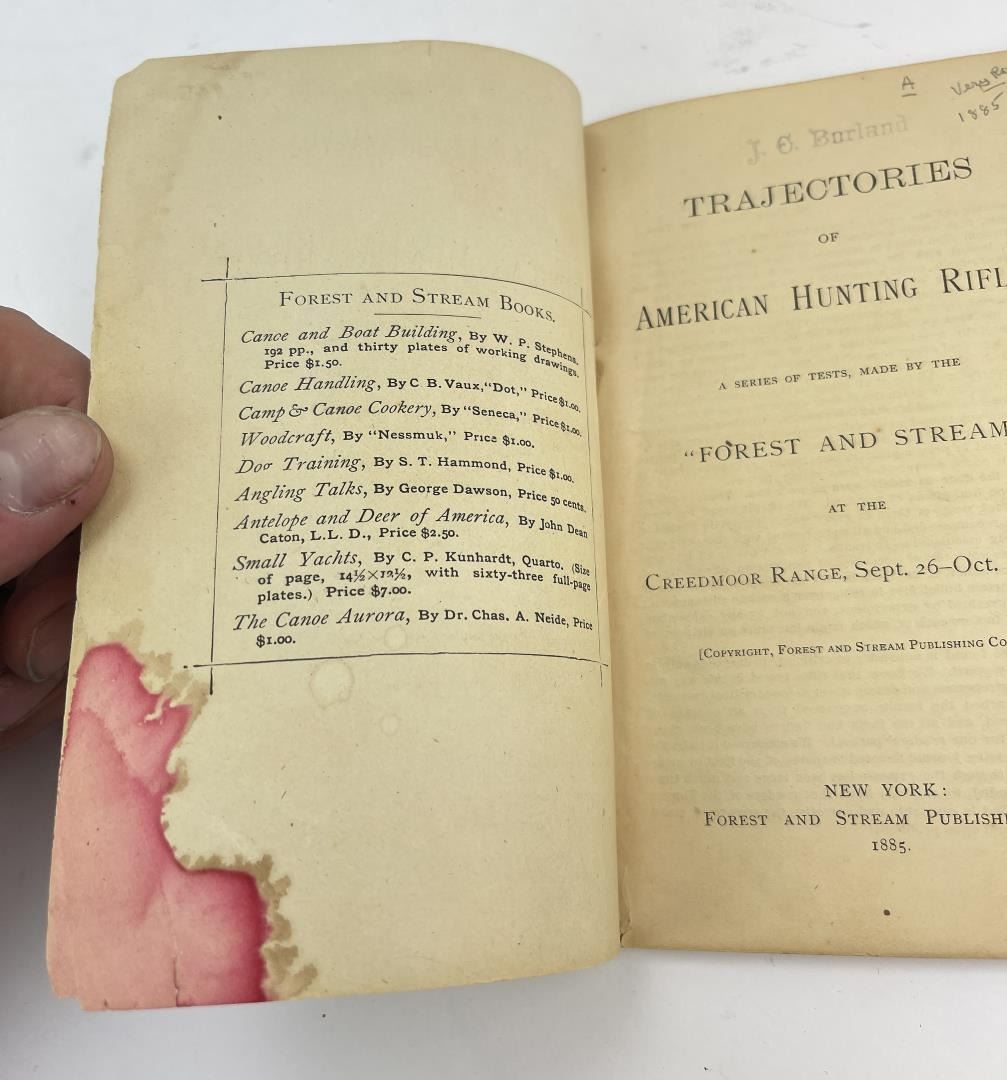 FOREST AND STREAM BOOKS.
Canoe and Boat Building, By W. P. Stephens.
192 pp., and thirty plates of working drawings.
Price $1.50.
Canoe Handling, By C B. Vaux, "Dot," Price $1.00.
Camp & Canoe Cookery, By "Seneca," Price $1.00.
Woodcraft, By "Nessmuk," Price $1.00.
Dog Training, By S. T. Hammond, Price $1.00.
Angling Talks, By George Dawson, Price 50 cents.
Antelope and Deer of America, By John Dean
Caton, L.L. D., Price $2.50.
Small Yachts, By C. P. Kunhardt, Quarto. (Size
of page, 14½×12½, with sixty-three full-page
plates.) Price $7.00.
The Canoe Aurora, By Dr. Chas. A. Neide, Price
$1.00.
A
Very
1885
J. G. Burland
TRAJECTORIES
OF
AMERICAN HUNTING RIFL
A SERIES OF TESTS, MADE BY THE
"FOREST AND STREAM
AT THE
CREEDMOOR RANGE, Sept. 26–Oct.
[COPYRIGHT, FOREST AND STREAM PUBLISHING CO
NEW YORK:
FOREST AND STREAM PUBLISHI
1885.